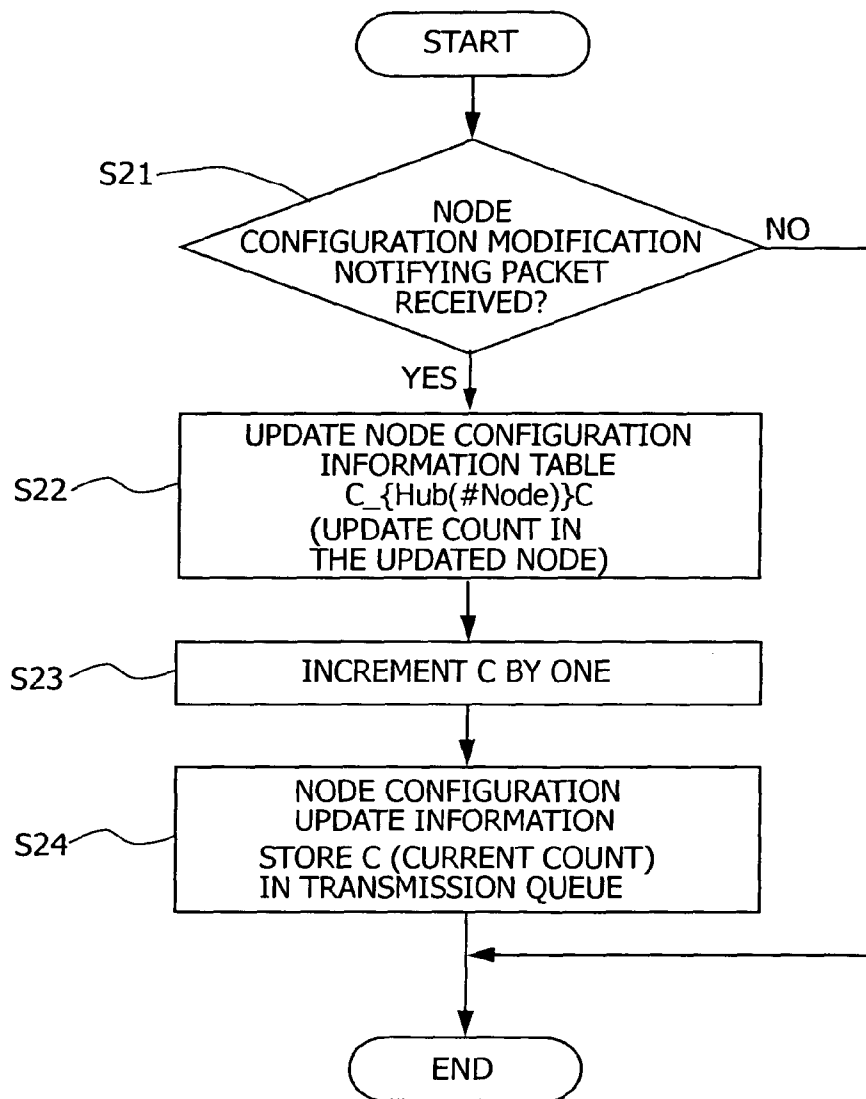 START
S21
NODE
CONFIGURATION MODIFICATION
NOTIFYING PACKET
RECEIVED?
NO
YES
S22
UPDATE NODE CONFIGURATION
INFORMATION TABLE
C_{Hub(#Node)}C
(UPDATE COUNT IN
THE UPDATED NODE)
S23
INCREMENT C BY ONE
S24
NODE CONFIGURATION
UPDATE INFORMATION
STORE C (CURRENT COUNT)
IN TRANSMISSION QUEUE
END